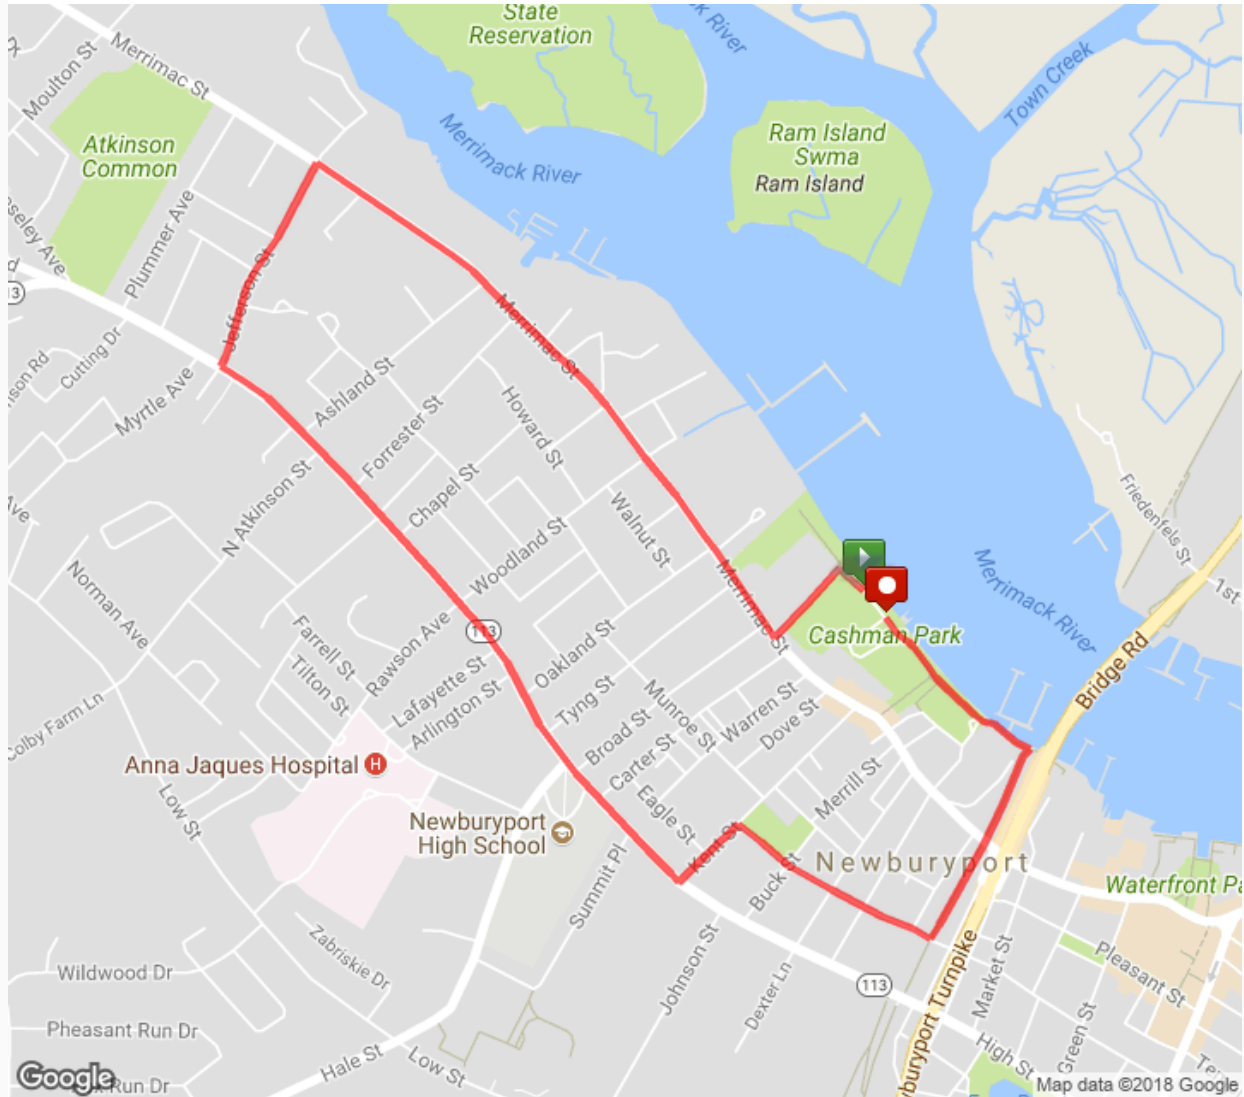 State
Reservation
ck River
Merrimac St
Moulton St
Town Creek
Atkinson
Common
Merrimack River
Ram Island
Swma
Ram Island
Plummer Ave
Jefferson St
13
Cutting Dr
Myrtle Ave
Ashland St
Forrester St
Chapel St
Howard St
Merrimac St
Walnut St
N Atkinson St
Woodland St
Friedenfels St
1st
Norman Ave
Farrell St
Tilton St
Rawson Ave
113
Lafayette St
Arlington St
Oakland St
Tyng St
Merrimac St
Cashman Park
Merrimack River
Bridge Rd
Munroe St
Warren St
Dove St
Broad St
Carter St
Eagle St
Merrill St
Colby Farm Ln
Low St
Anna Jaques Hospital
H
Newburyport
High School
Kent St
Buck St
Newburyport
Waterfront Pa
Summit Pl
Johnson St
Dexter Ln
Zabriskie Dr
Wildwood Dr
Pheasant Run Dr
Hale St
Low St
113
Market St
Pleasant St
Green St
High St
wburyport Turnpike
Google
x Run Dr
Map data ©2018 Google